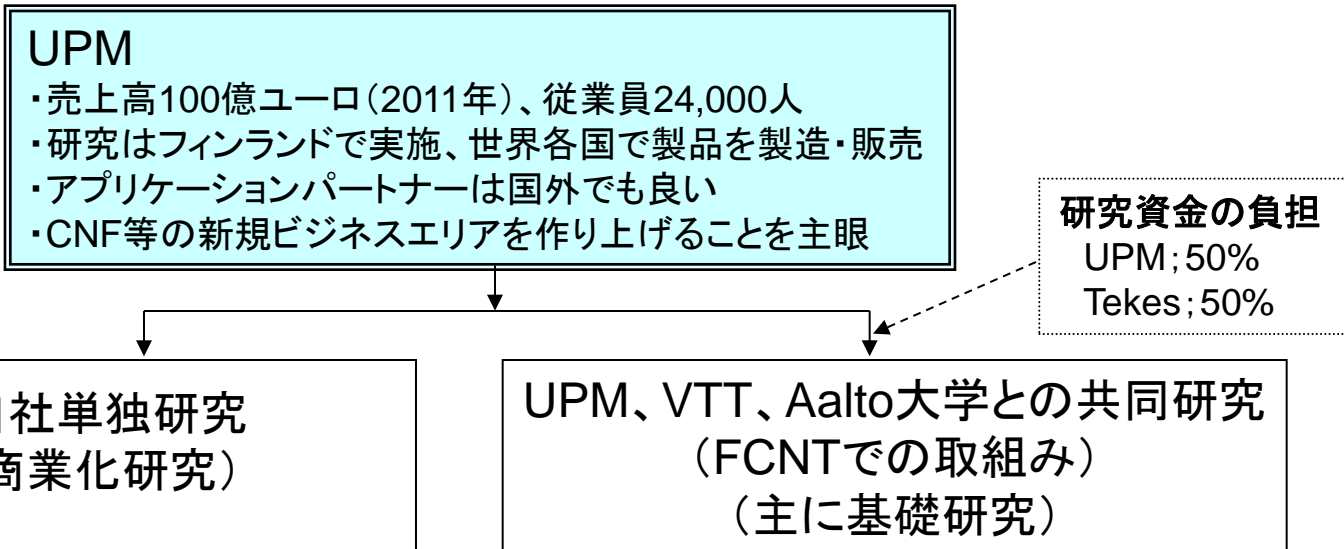 UPM
・売上高100億ユーロ（2011年）、従業員24,000人
・研究はフィンランドで実施、世界各国で製品を製造・販売
・アプリケーションパートナーは国外でも良い
・CNF等の新規ビジネスエリアを作り上げることを主眼
研究資金の負担
UPM；50%
Tekes；50%
社単独研究
商業化研究）
UPM、VTT、Aalto大学との共同研究
（FCNTでの取組み）
（主に基礎研究）